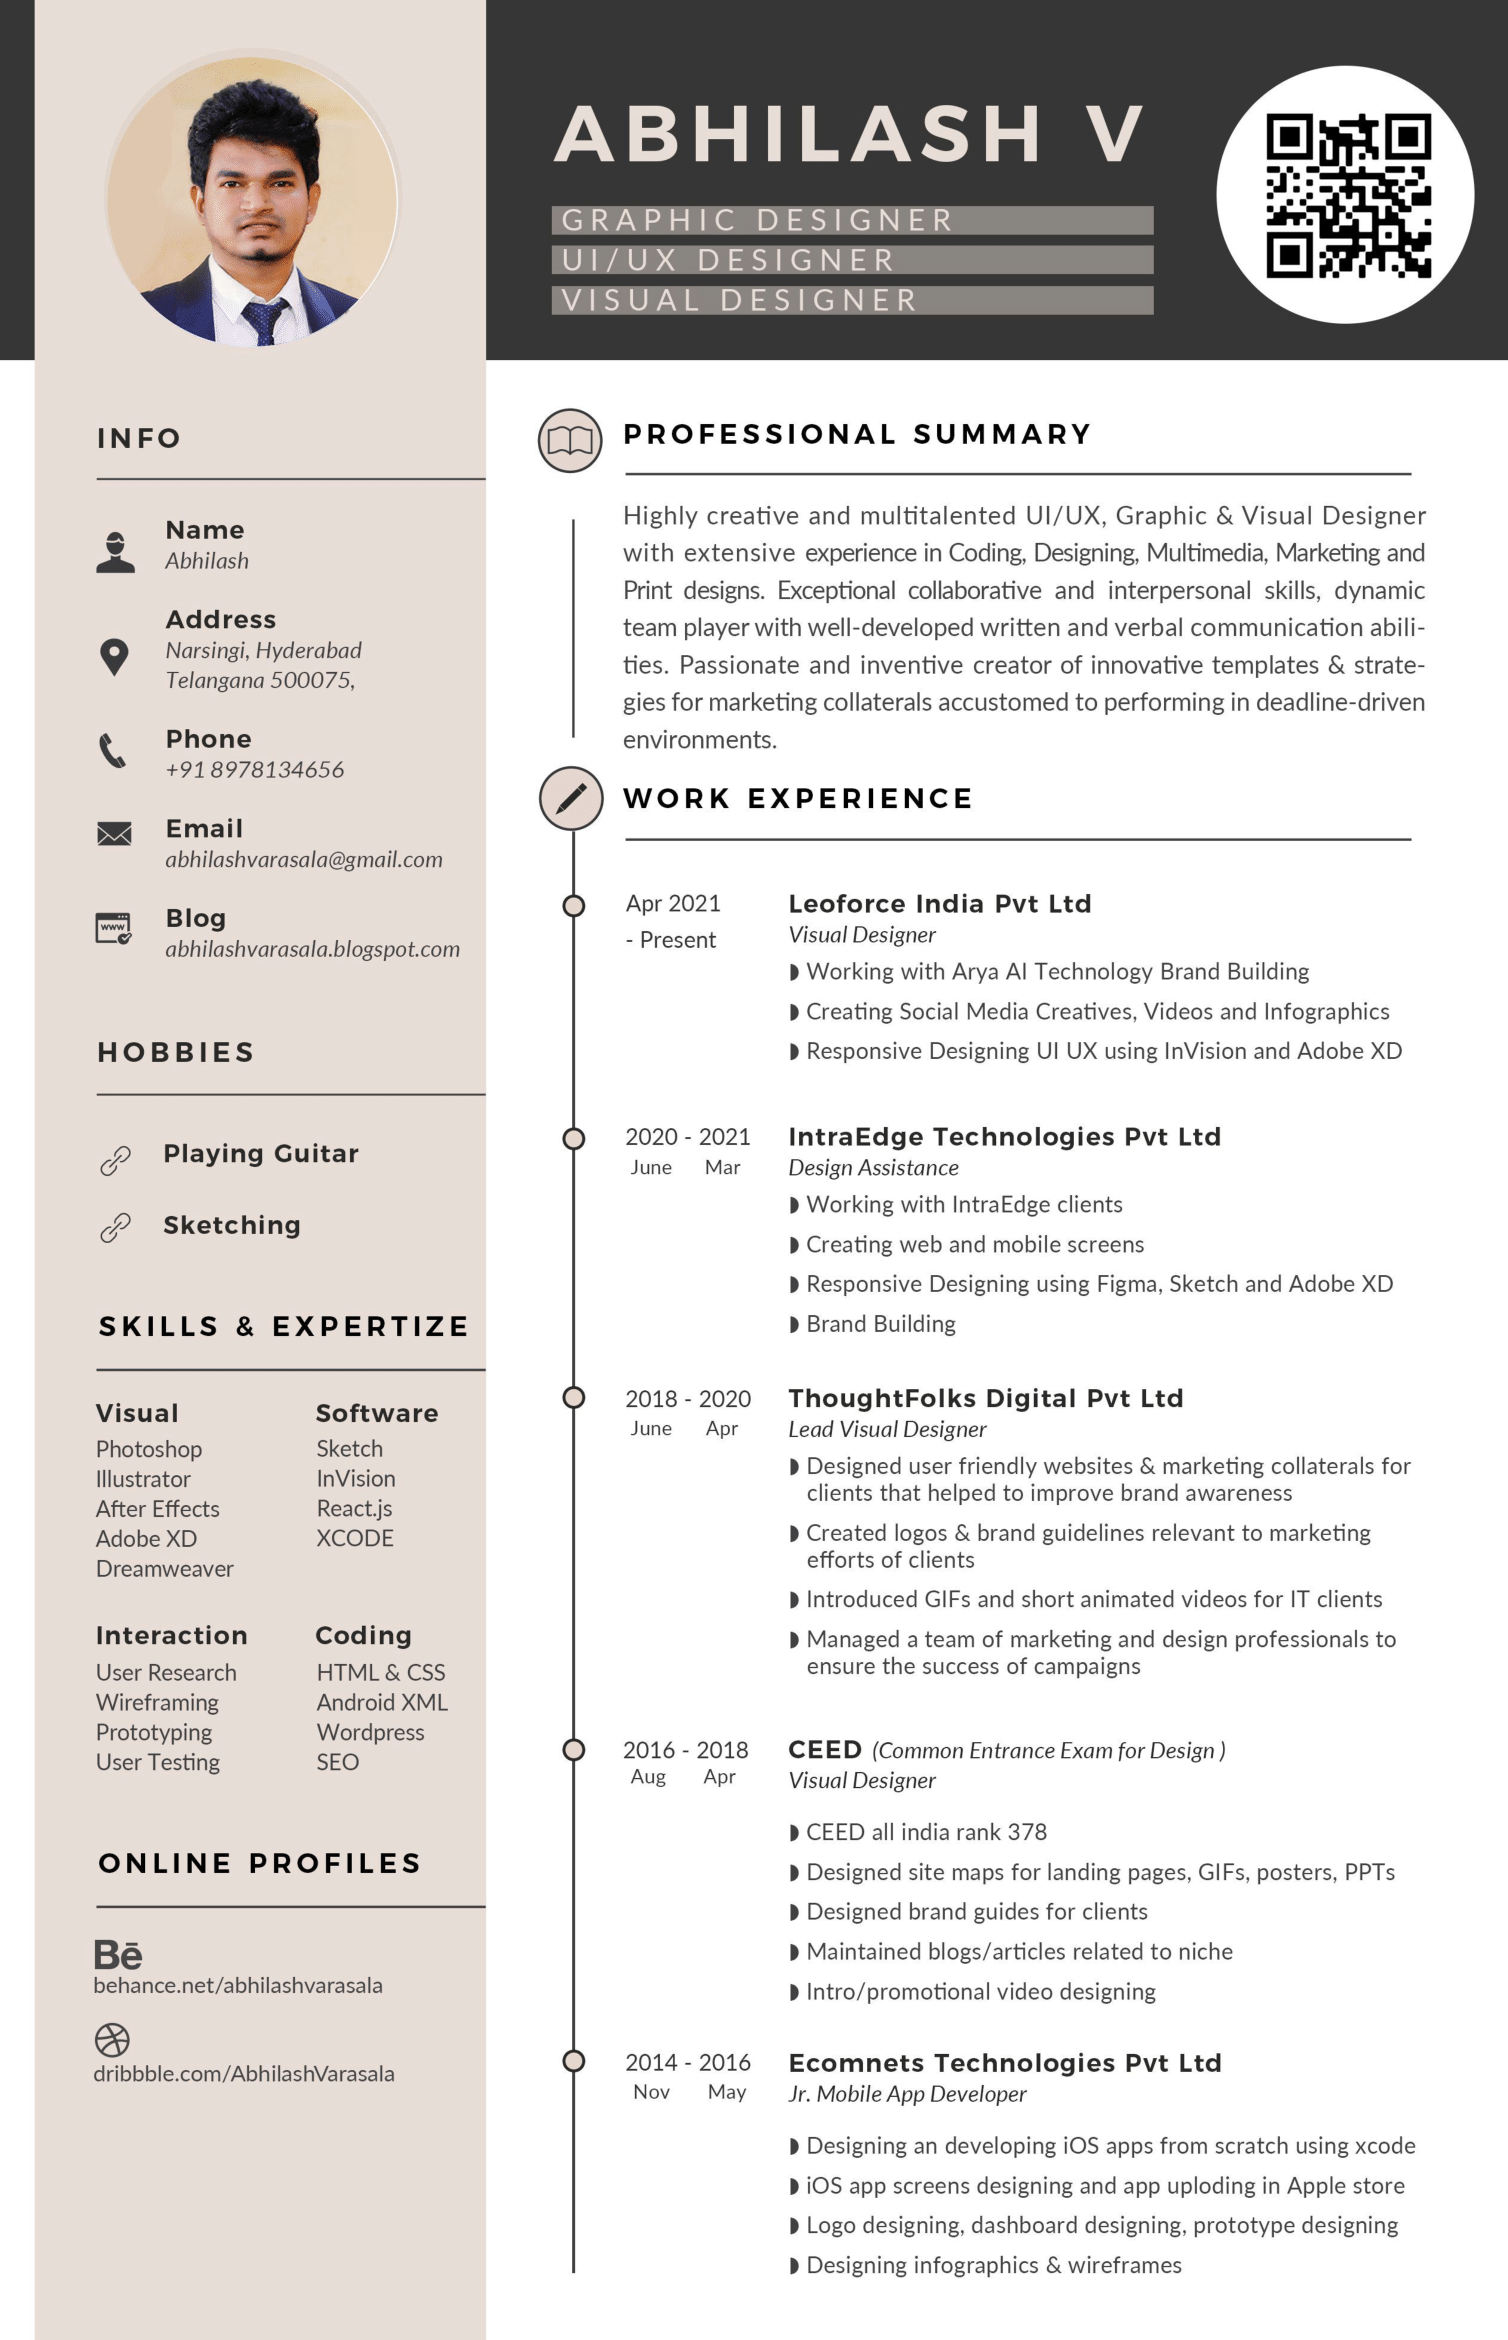 ABHILASH V
GRAPHIC DESIGNER
UI/UX DESIGNER
VISUAL DESIGNER
INFO
Name
Abhilash
Address
Narsingi, Hyderabad
Telangana 500075,
Phone
+91 8978134656
Email
abhilashvarasala@gmail.com
www
Blog
abhilashvarasala.blogspot.com
HOBBIES
Playing Guitar
Sketching
SKILLS & EXPERTIZE
Visual
Photoshop
Illustrator
After Effects
Adobe XD
Dreamweaver
Software
Sketch
InVision
React.js
XCODE
Interaction
User Research
Wireframing
Prototyping
User Testing
Coding
HTML & CSS
Android XML
Wordpress
SEO
ONLINE PROFILES
Bē
behance.net/abhilashvarasala
dribbble.com/AbhilashVarasala
PROFESSIONAL SUMMARY
Highly creative and multitalented UI/UX, Graphic & Visual Designer
with extensive experience in Coding, Designing, Multimedia, Marketing and
Print designs. Exceptional collaborative and interpersonal skills, dynamic
team player with well-developed written and verbal communication abili-
ties. Passionate and inventive creator of innovative templates & strate-
gies for marketing collaterals accustomed to performing in deadline-driven
environments.
WORK EXPERIENCE
Apr 2021
- Present
Leoforce India Pvt Ltd
Visual Designer
Working with Arya AI Technology Brand Building
Creating Social Media Creatives, Videos and Infographics
Responsive Designing UI UX using InVision and Adobe XD
2020 - 2021
June Mar
IntraEdge Technologies Pvt Ltd
Design Assistance
Working with IntraEdge clients
Creating web and mobile screens
Responsive Designing using Figma, Sketch and Adobe XD
Brand Building
2018 - 2020
June Apr
ThoughtFolks Digital Pvt Ltd
Lead Visual Designer
Designed user friendly websites & marketing collaterals for
clients that helped to improve brand awareness
Created logos & brand guidelines relevant to marketing
efforts of clients
Introduced GIFs and short animated videos for IT clients
Managed a team of marketing and design professionals to
ensure the success of campaigns
2016 - 2018
Aug Apr
CEED (Common Entrance Exam for Design )
Visual Designer
CEED all india rank 378
Designed site maps for landing pages, GIFs, posters, PPTs
Designed brand guides for clients
Maintained blogs/articles related to niche
Intro/promotional video designing
2014 - 2016
Nov May
Ecomnets Technologies Pvt Ltd
Jr. Mobile App Developer
Designing an developing iOS apps from scratch using xcode
iOS app screens designing and app uploding in Apple store
Logo designing, dashboard designing, prototype designing
Designing infographics & wireframes